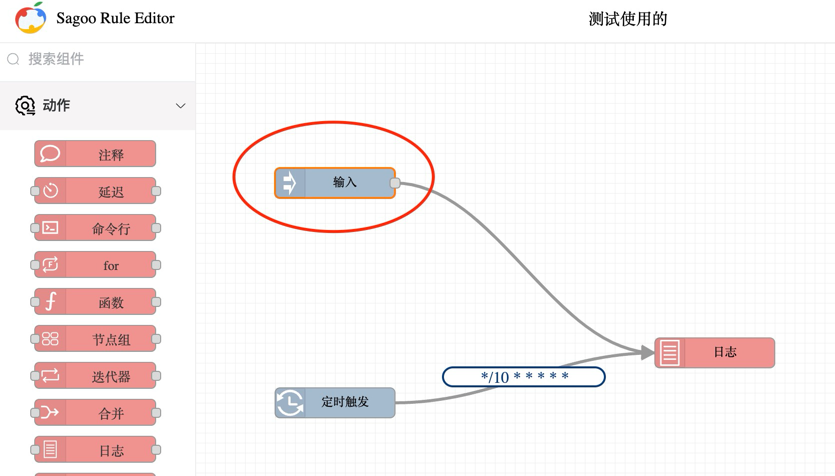 Sagoo Rule Editor
测试使用的
搜索组件
动作
注释
延迟
命令行
for
函数
节点组
迭代器
合并
日志
输入
日志
*/10 * * * * *
定时触发